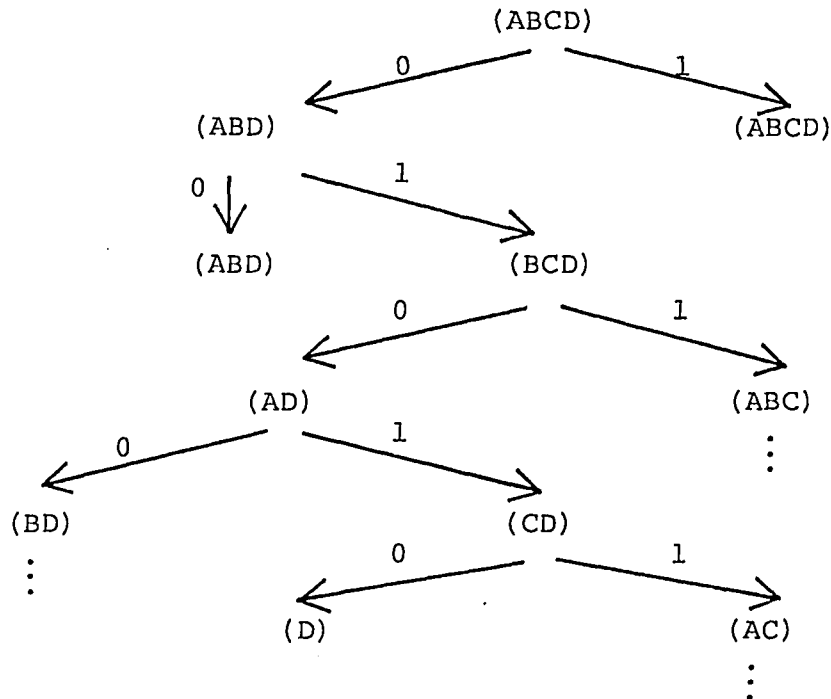 (ABCD)
0 1
(ABD) (ABCD)
0 1
(ABD) (BCD)
0 1
(AD) (ABC)
0 1
(BD) (CD)
0 1
(D) (AC)